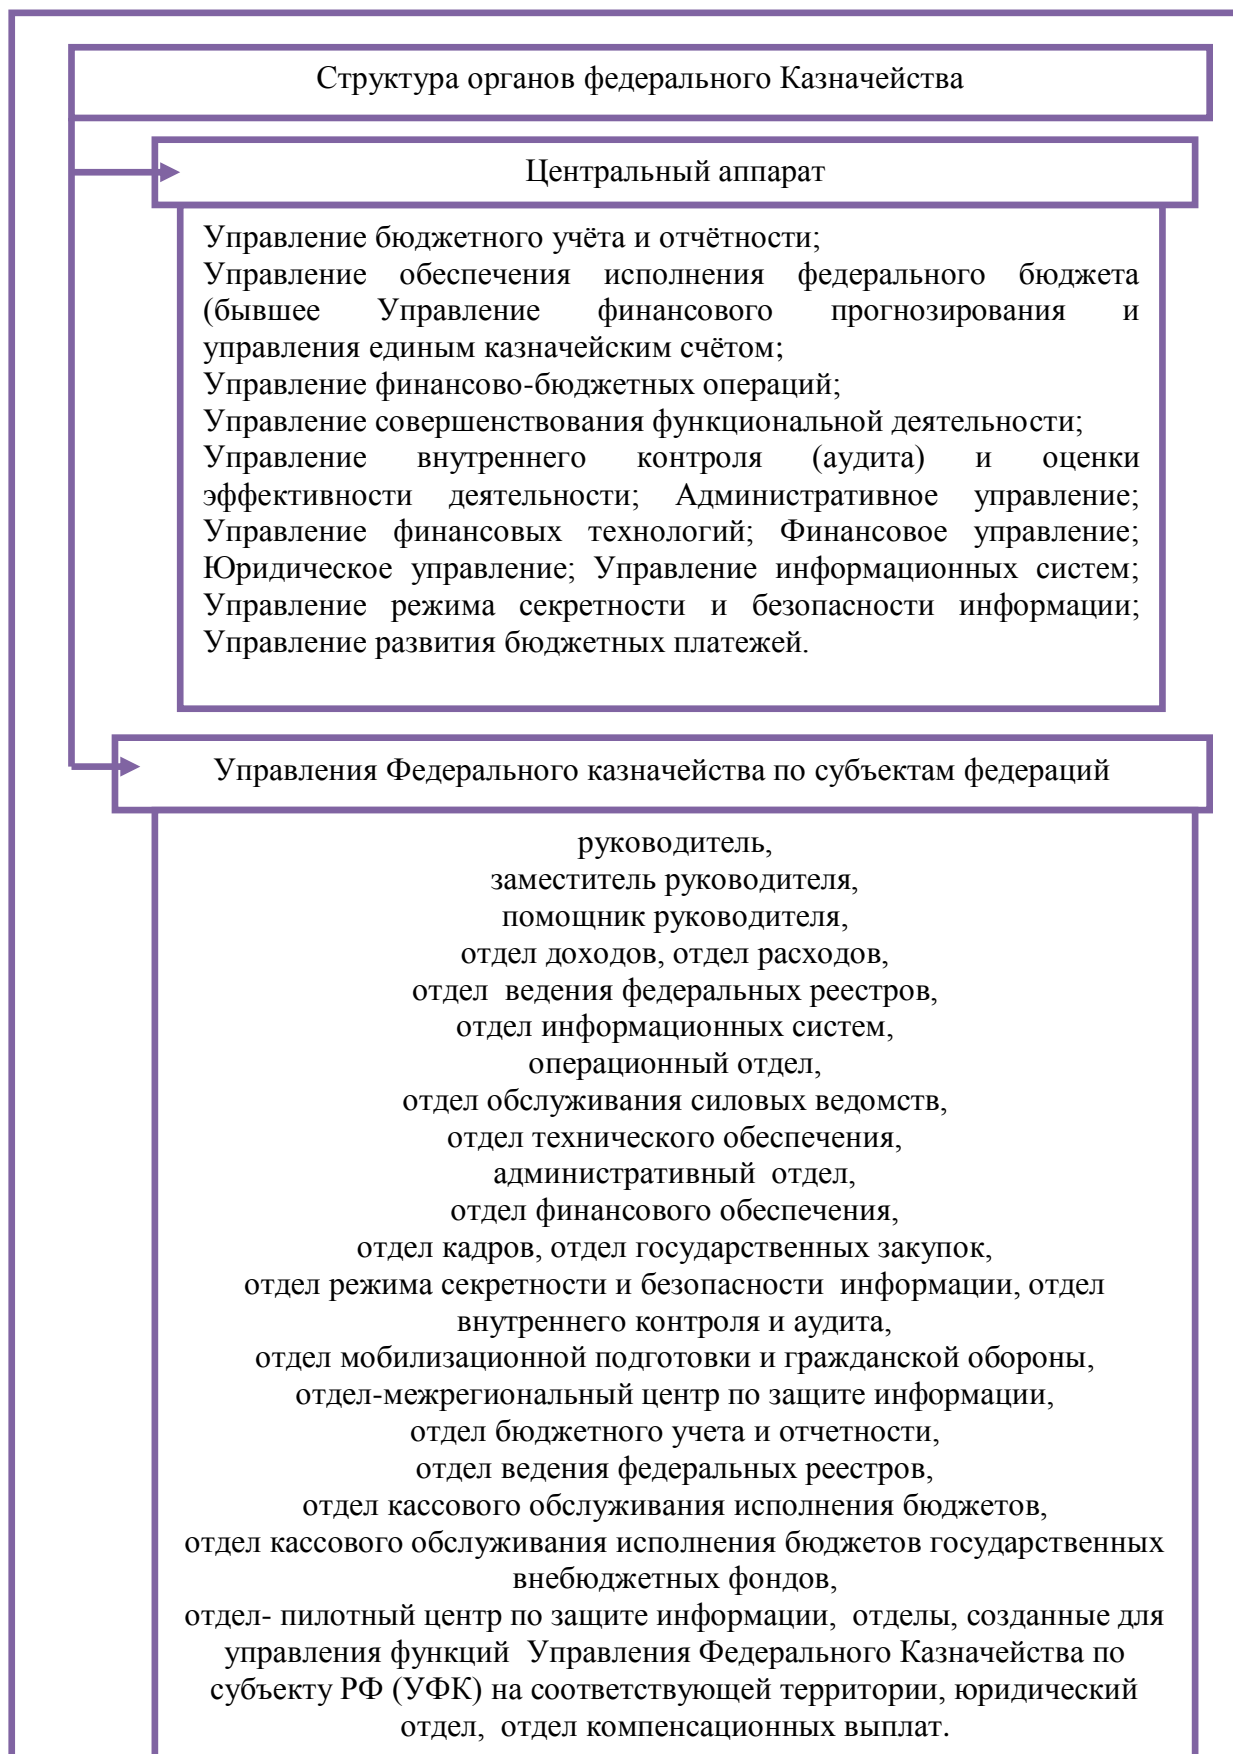 Структура органов федерального Казначейства
Центральный аппарат
Управление бюджетного учёта и отчётности;
Управление обеспечения исполнения федерального бюджета
(бывшее Управление финансового прогнозирования и
управления единым казначейским счётом;
Управление финансово-бюджетных операций;
Управление совершенствования функциональной деятельности;
Управление внутреннего контроля (аудита) и оценки
эффективности деятельности; Административное управление;
Управление финансовых технологий; Финансовое управление;
Юридическое управление; Управление информационных систем;
Управление режима секретности и безопасности информации;
Управление развития бюджетных платежей.
Управления Федерального казначейства по субъектам федераций
руководитель,
заместитель руководителя,
помощник руководителя,
отдел доходов, отдел расходов,
отдел  ведения федеральных реестров,
отдел информационных систем,
операционный отдел,
отдел обслуживания силовых ведомств,
отдел технического обеспечения,
административный  отдел,
отдел финансового обеспечения,
отдел кадров, отдел государственных закупок,
отдел режима секретности и безопасности  информации, отдел
внутреннего контроля и аудита,
отдел мобилизационной подготовки и гражданской обороны,
отдел-межрегиональный центр по защите информации,
отдел бюджетного учета и отчетности,
отдел ведения федеральных реестров,
отдел кассового обслуживания исполнения бюджетов,
отдел кассового обслуживания исполнения бюджетов государственных
внебюджетных фондов,
отдел- пилотный центр по защите информации,  отделы, созданные для
управления функций  Управления Федерального Казначейства по
субъекту РФ (УФК) на соответствующей территории, юридический
отдел,  отдел компенсационных выплат.